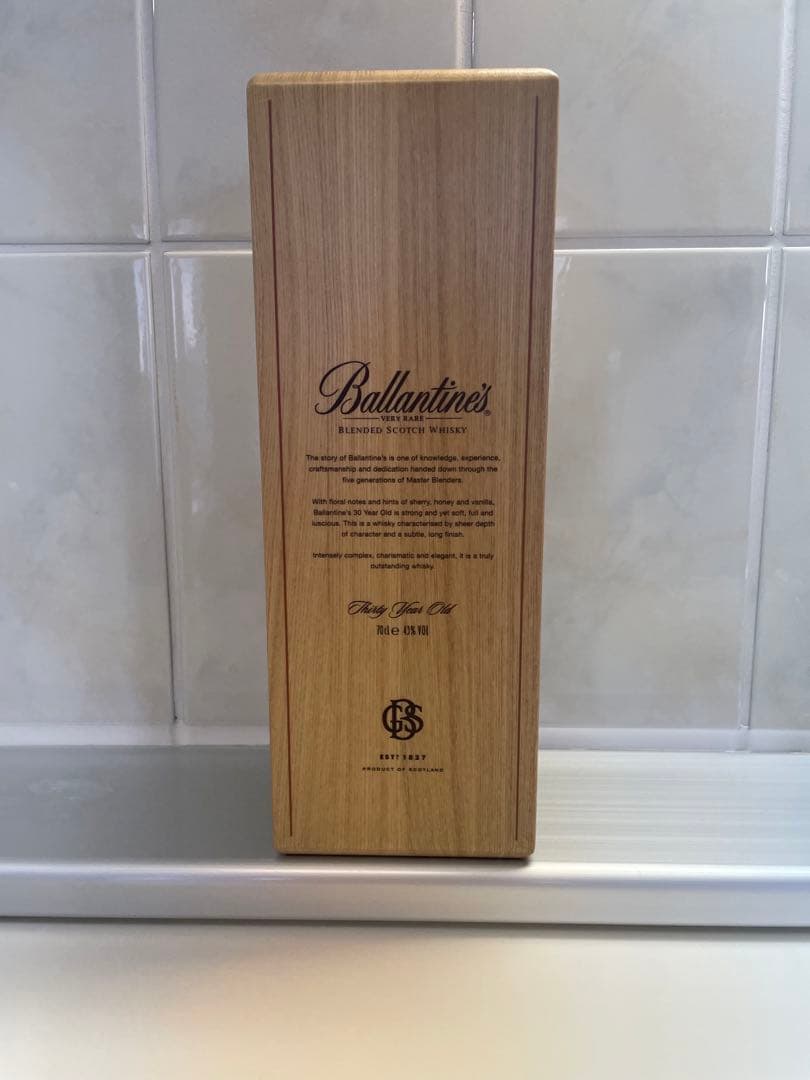 Ballantine's®
VERY RARE
BLENDED SCOTCH WHISKY
The story of Ballantine's is one of knowledge, experience,
craftsmanship and dedication handed down through the
five generations of Master Blenders.
With floral notes and hints of sherry, honey and vanilla,
Ballantine's 30 Year Old is strong and yet soft, full and
luscious. This is a whisky characterised by sheer depth
of character and a subtle, long finish.
Intensely complex, charismatic and elegant, it is a truly
outstanding whisky.
Thirty Year Old
70cl e 43% VOl
GBS
ESTD 1827
PRODUCT OF SCOTLAND